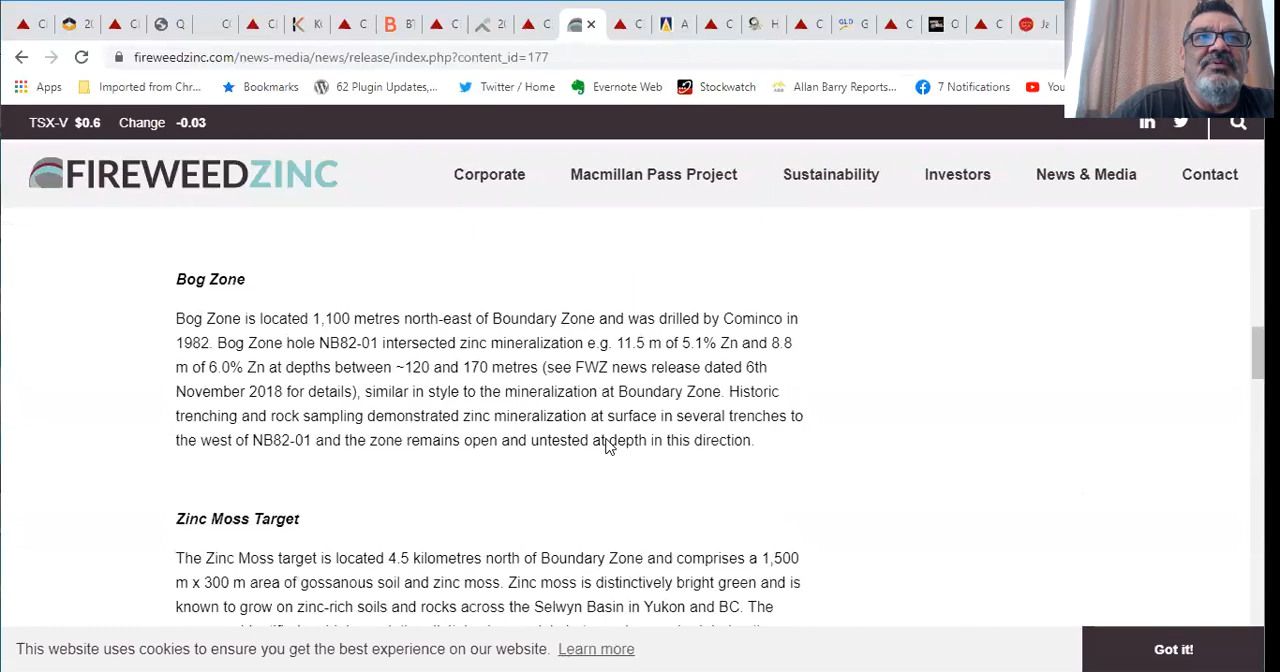 C
20
C
Q
C
C
K
C
B
C
20
C
C
A
C
H
C
GLD
G
C
O
C
Ja
fireweedzinc.com/news-media/news/release/index.php?content_id=177
Apps
Imported from Chr...
Bookmarks
62 Plugin Updates,...
Twitter / Home
Evernote Web
Stockwatch
Allan Barry Reports...
7 Notifications
You
TSX-V $0.6 Change -0.03
FIREWEEDZINC
Corporate
Macmillan Pass Project
Sustainability
Investors
News & Media
Contact
Bog Zone
Bog Zone is located 1,100 metres north-east of Boundary Zone and was drilled by Cominco in
1982. Bog Zone hole NB82-01 intersected zinc mineralization e.g. 11.5 m of 5.1% Zn and 8.8
m of 6.0% Zn at depths between ~120 and 170 metres (see FWZ news release dated 6th
November 2018 for details), similar in style to the mineralization at Boundary Zone. Historic
trenching and rock sampling demonstrated zinc mineralization at surface in several trenches to
the west of NB82-01 and the zone remains open and untested at depth in this direction.
Zinc Moss Target
The Zinc Moss target is located 4.5 kilometres north of Boundary Zone and comprises a 1,500
m x 300 m area of gossanous soil and zinc moss. Zinc moss is distinctively bright green and is
known to grow on zinc-rich soils and rocks across the Selwyn Basin in Yukon and BC. The
This website uses cookies to ensure you get the best experience on our website. Learn more
Got it!